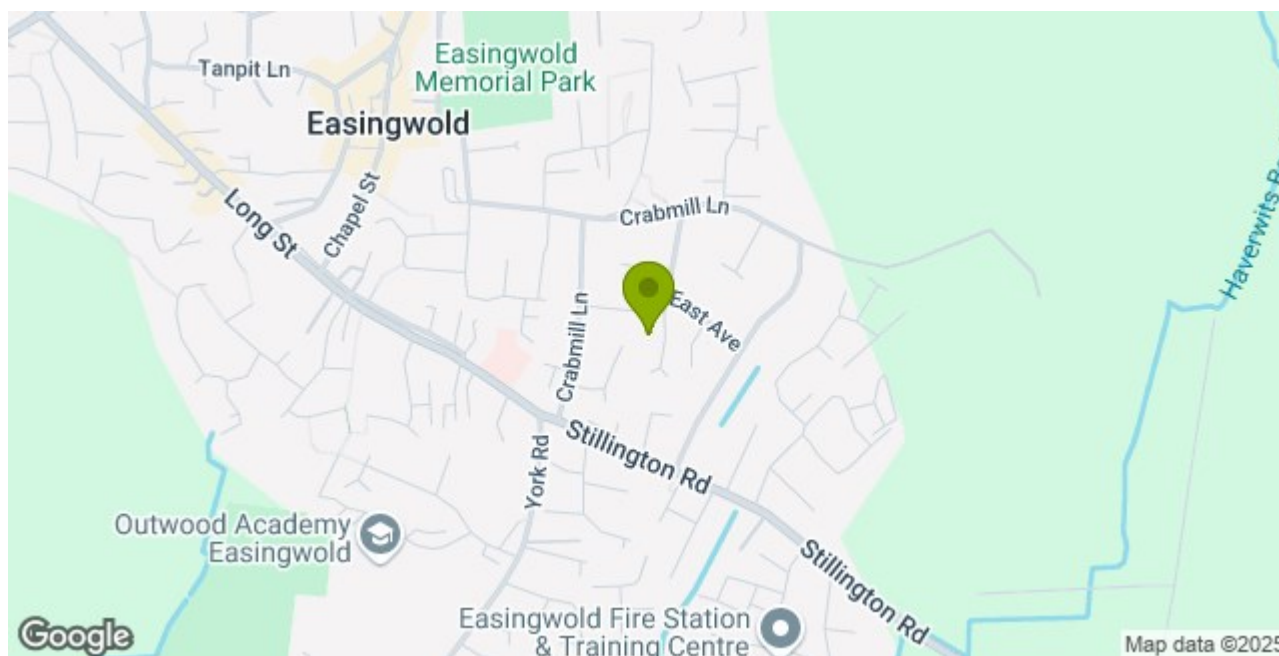 Easingwold
Memorial Park
Tanpit Ln
Easingwold
Chapel St
Long St
Crabmill Ln
Haverwits
East Ave
Crabmill Ln
Stillington Rd
York Rd
Outwood Academy
Easingwold
Stillington Rd
Easingwold Fire Station
& Training Centre
Google
Map data ©2025